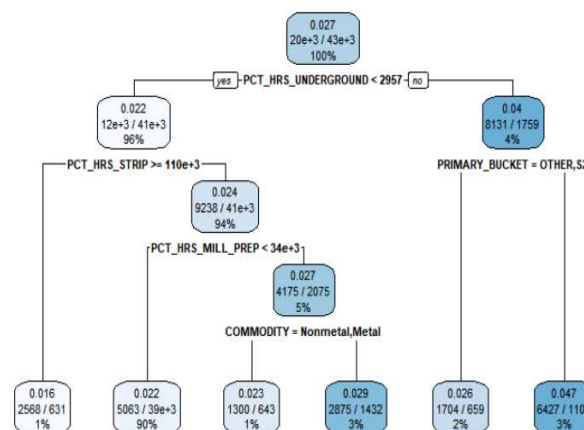 0.027
20e+3 / 43e+3
100%
yes PCT_HRS_UNDERGROUND < 2957 no
0.022
12e+3 / 41e+3
96%
0.04
8131 / 1759
4%
PCT_HRS_STRIP >= 110e+3
PRIMARY_BUCKET = OTHER,S
0.024
9238 / 41e+3
94%
PCT_HRS_MILL_PREP < 34e+3
0.027
4175 / 2075
5%
COMMODITY = Nonmetal,Metal
0.016
2568 / 631
1%
0.022
5063 / 39e+3
90%
0.023
1300 / 643
1%
0.029
2875 / 1432
3%
0.026
1704 / 659
2%
0.047
6427 / 110
3%